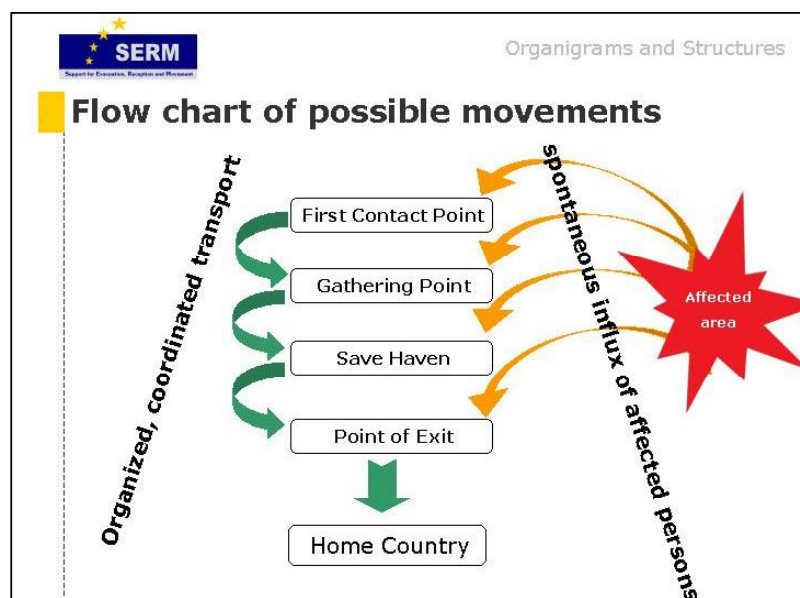 SERM
Support for Evacuation, Reception and Movement
Organigrams and Structures
Flow chart of possible movements
Organized, coordinated transport
spontaneous influx of affected persons
First Contact Point
Gathering Point
Affected
area
Save Haven
Point of Exit
Home Country